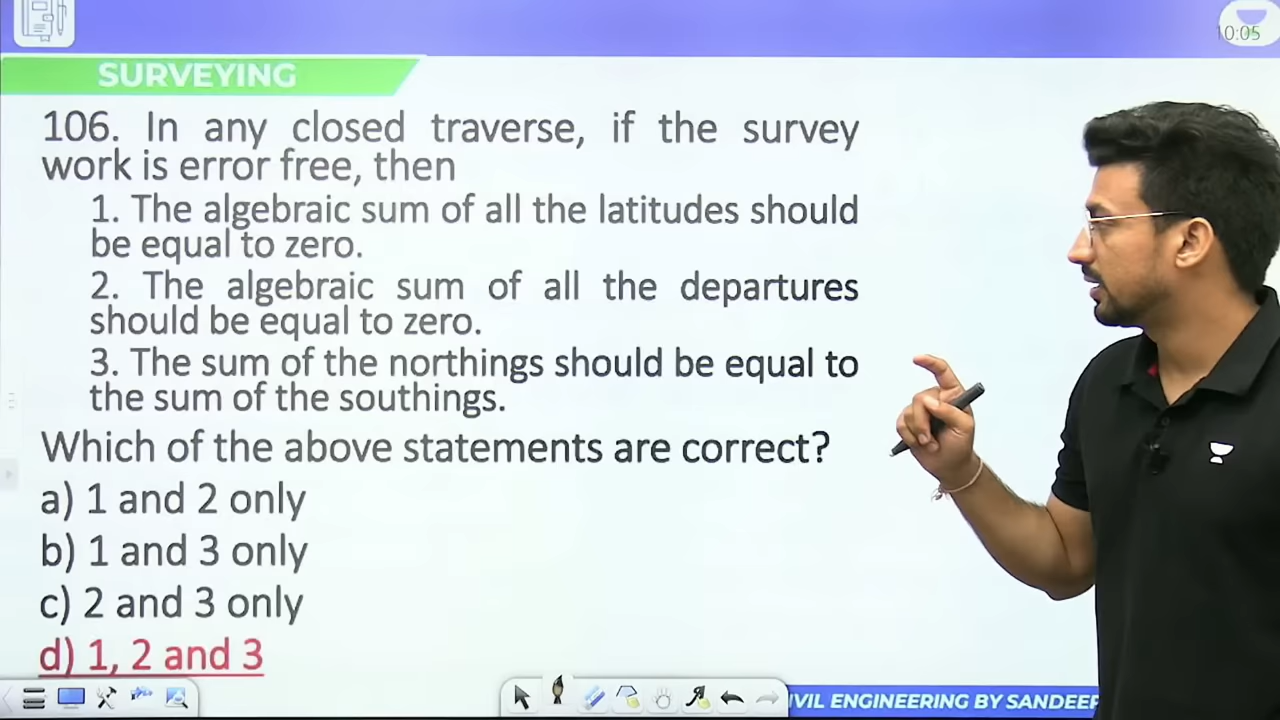 10:05
SURVEYING
106. In any closed traverse, if the survey
work is error free, then
1. The algebraic sum of all the latitudes should
be equal to zero.
2. The algebraic sum of all the departures
should be equal to zero.
3. The sum of the northings should be equal to
the sum of the southings.
Which of the above statements are correct?
a) 1 and 2 only
b) 1 and 3 only
c) 2 and 3 only
d) 1, 2 and 3
IVIL ENGINEERING BY SANDEEP